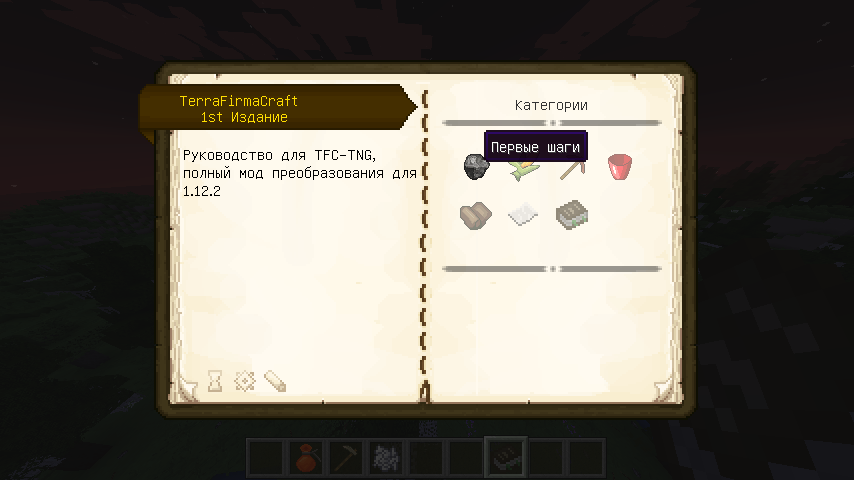 TerraFirmaCraft
1st Издание
Руководство для TFC-TNG,
полный мод преобразования для
1.12.2
Категории
Первые шаги